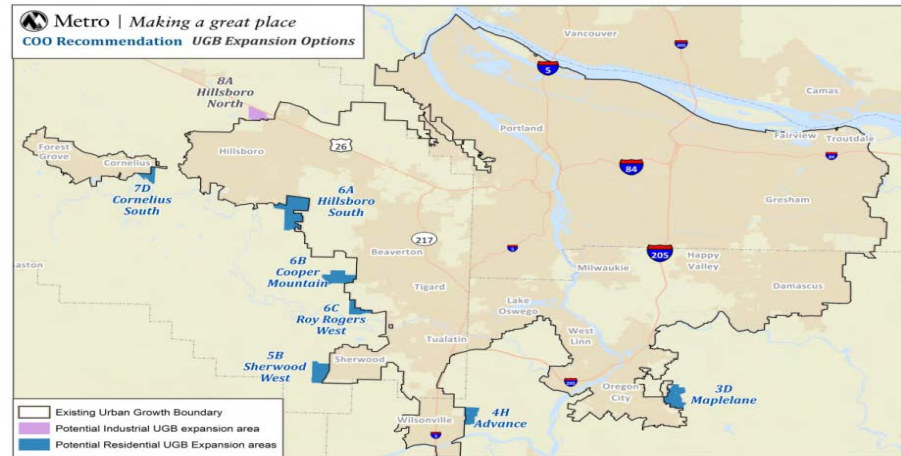 Metro | Making a great place
COO Recommendation UGB Expansion Options
Vancouver
5
205
8A
Hillsboro
North
Camas
Portland
Fairview
Troutdale
Forest
Grove
Cornelius
Hillsboro
26
84
84
7D
Cornelius
South
6A
Hillsboro
South
Gresham
217
Beaverton
5
205
6B
Cooper
Mountain
Milwaukie
Happy
Valley
aston
Tigard
Damascus
6C
Roy Rogers
West
Lake
Oswego
Tualatin
West
Linn
5B
Sherwood
West
Sherwood
205
Oregon
City
3D
Maplelane
Wilsonville
5
4H
Advance
Existing Urban Growth Boundary
Potential Industrial UGB expansion area
Potential Residential UGB Expansion areas